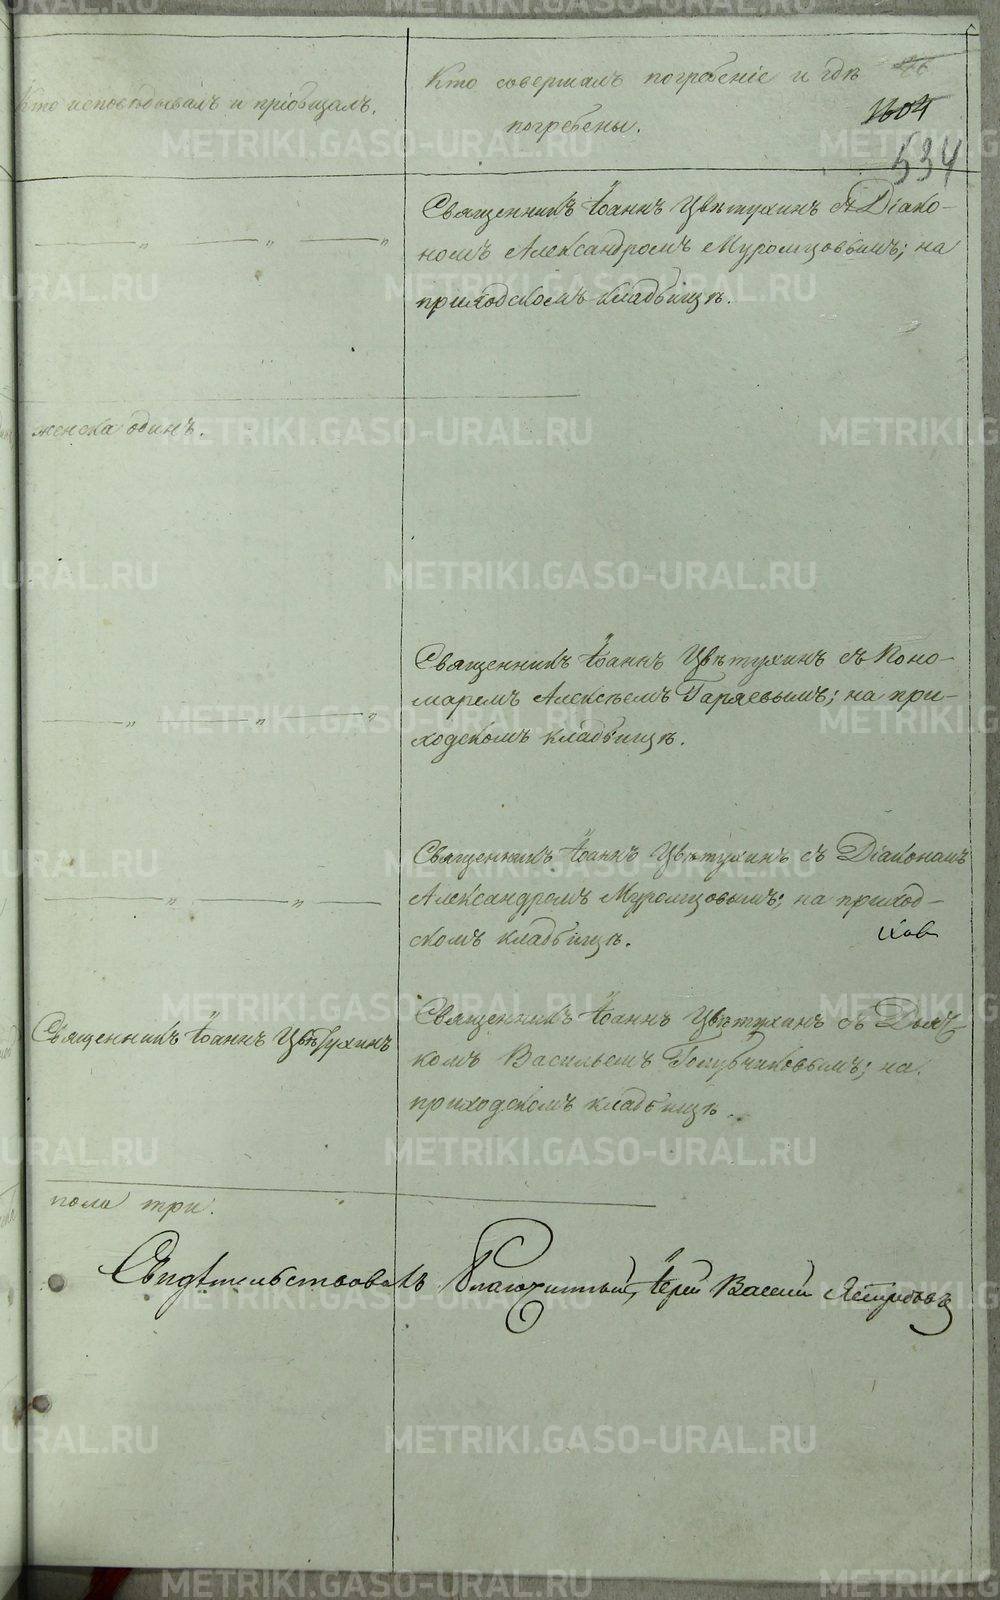 Кто исповѣдывалъ и пріобщалъ.
Кто совершалъ погребеніе и гдѣ
погребены.
1604
534
Священникъ Іоаннъ Цвѣтухинъ съ Діако-
номъ Александромъ Муромцовымъ; на
приходскомъ кладбищѣ.
женска одинъ.
Священникъ Іоаннъ Цвѣтухинъ съ Поно-
маремъ Алексѣемъ Гаряевымъ; на при-
ходскомъ кладбищѣ.
Священникъ Іоаннъ Цвѣтухинъ съ Діакономъ
Александромъ Муромцовымъ; на приход-
скомъ кладбищѣ.
Священникъ Іоаннъ Цвѣтухинъ
Священникъ Іоаннъ Цвѣтухинъ съ Дьяч-
комъ Васильемъ Голубчиковымъ; на
приходскомъ кладбищѣ.
пола три.
Свидѣтельствовалъ Благочинный, Іерей Василій
METRIKI.GASO-URAL.RU